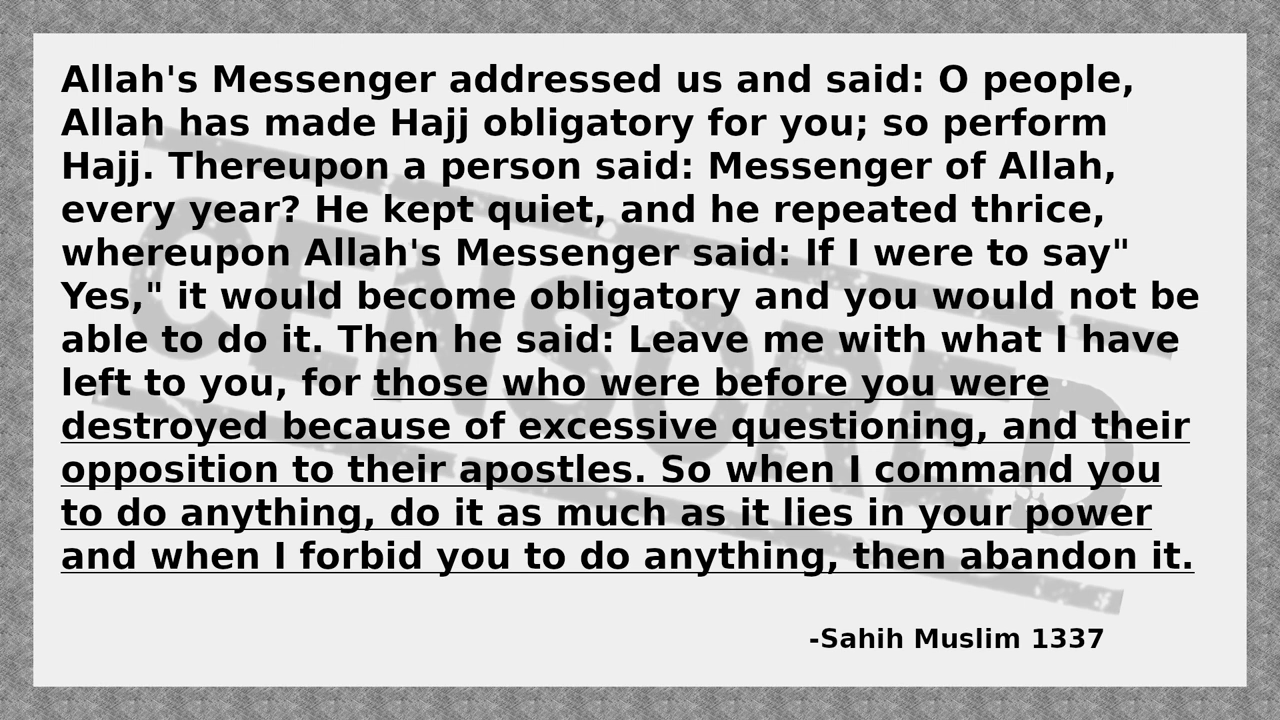 Allah's Messenger addressed us and said: O people,
Allah has made Hajj obligatory for you; so perform
Hajj. Thereupon a person said: Messenger of Allah,
every year? He kept quiet, and he repeated thrice,
whereupon Allah's Messenger said: If I were to say"
Yes," it would become obligatory and you would not be
able to do it. Then he said: Leave me with what I have
left to you, for those who were before you were
destroyed because of excessive questioning, and their
opposition to their apostles. So when I command you
to do anything, do it as much as it lies in your power
and when I forbid you to do anything, then abandon it.
-Sahih Muslim 1337
CENSORED